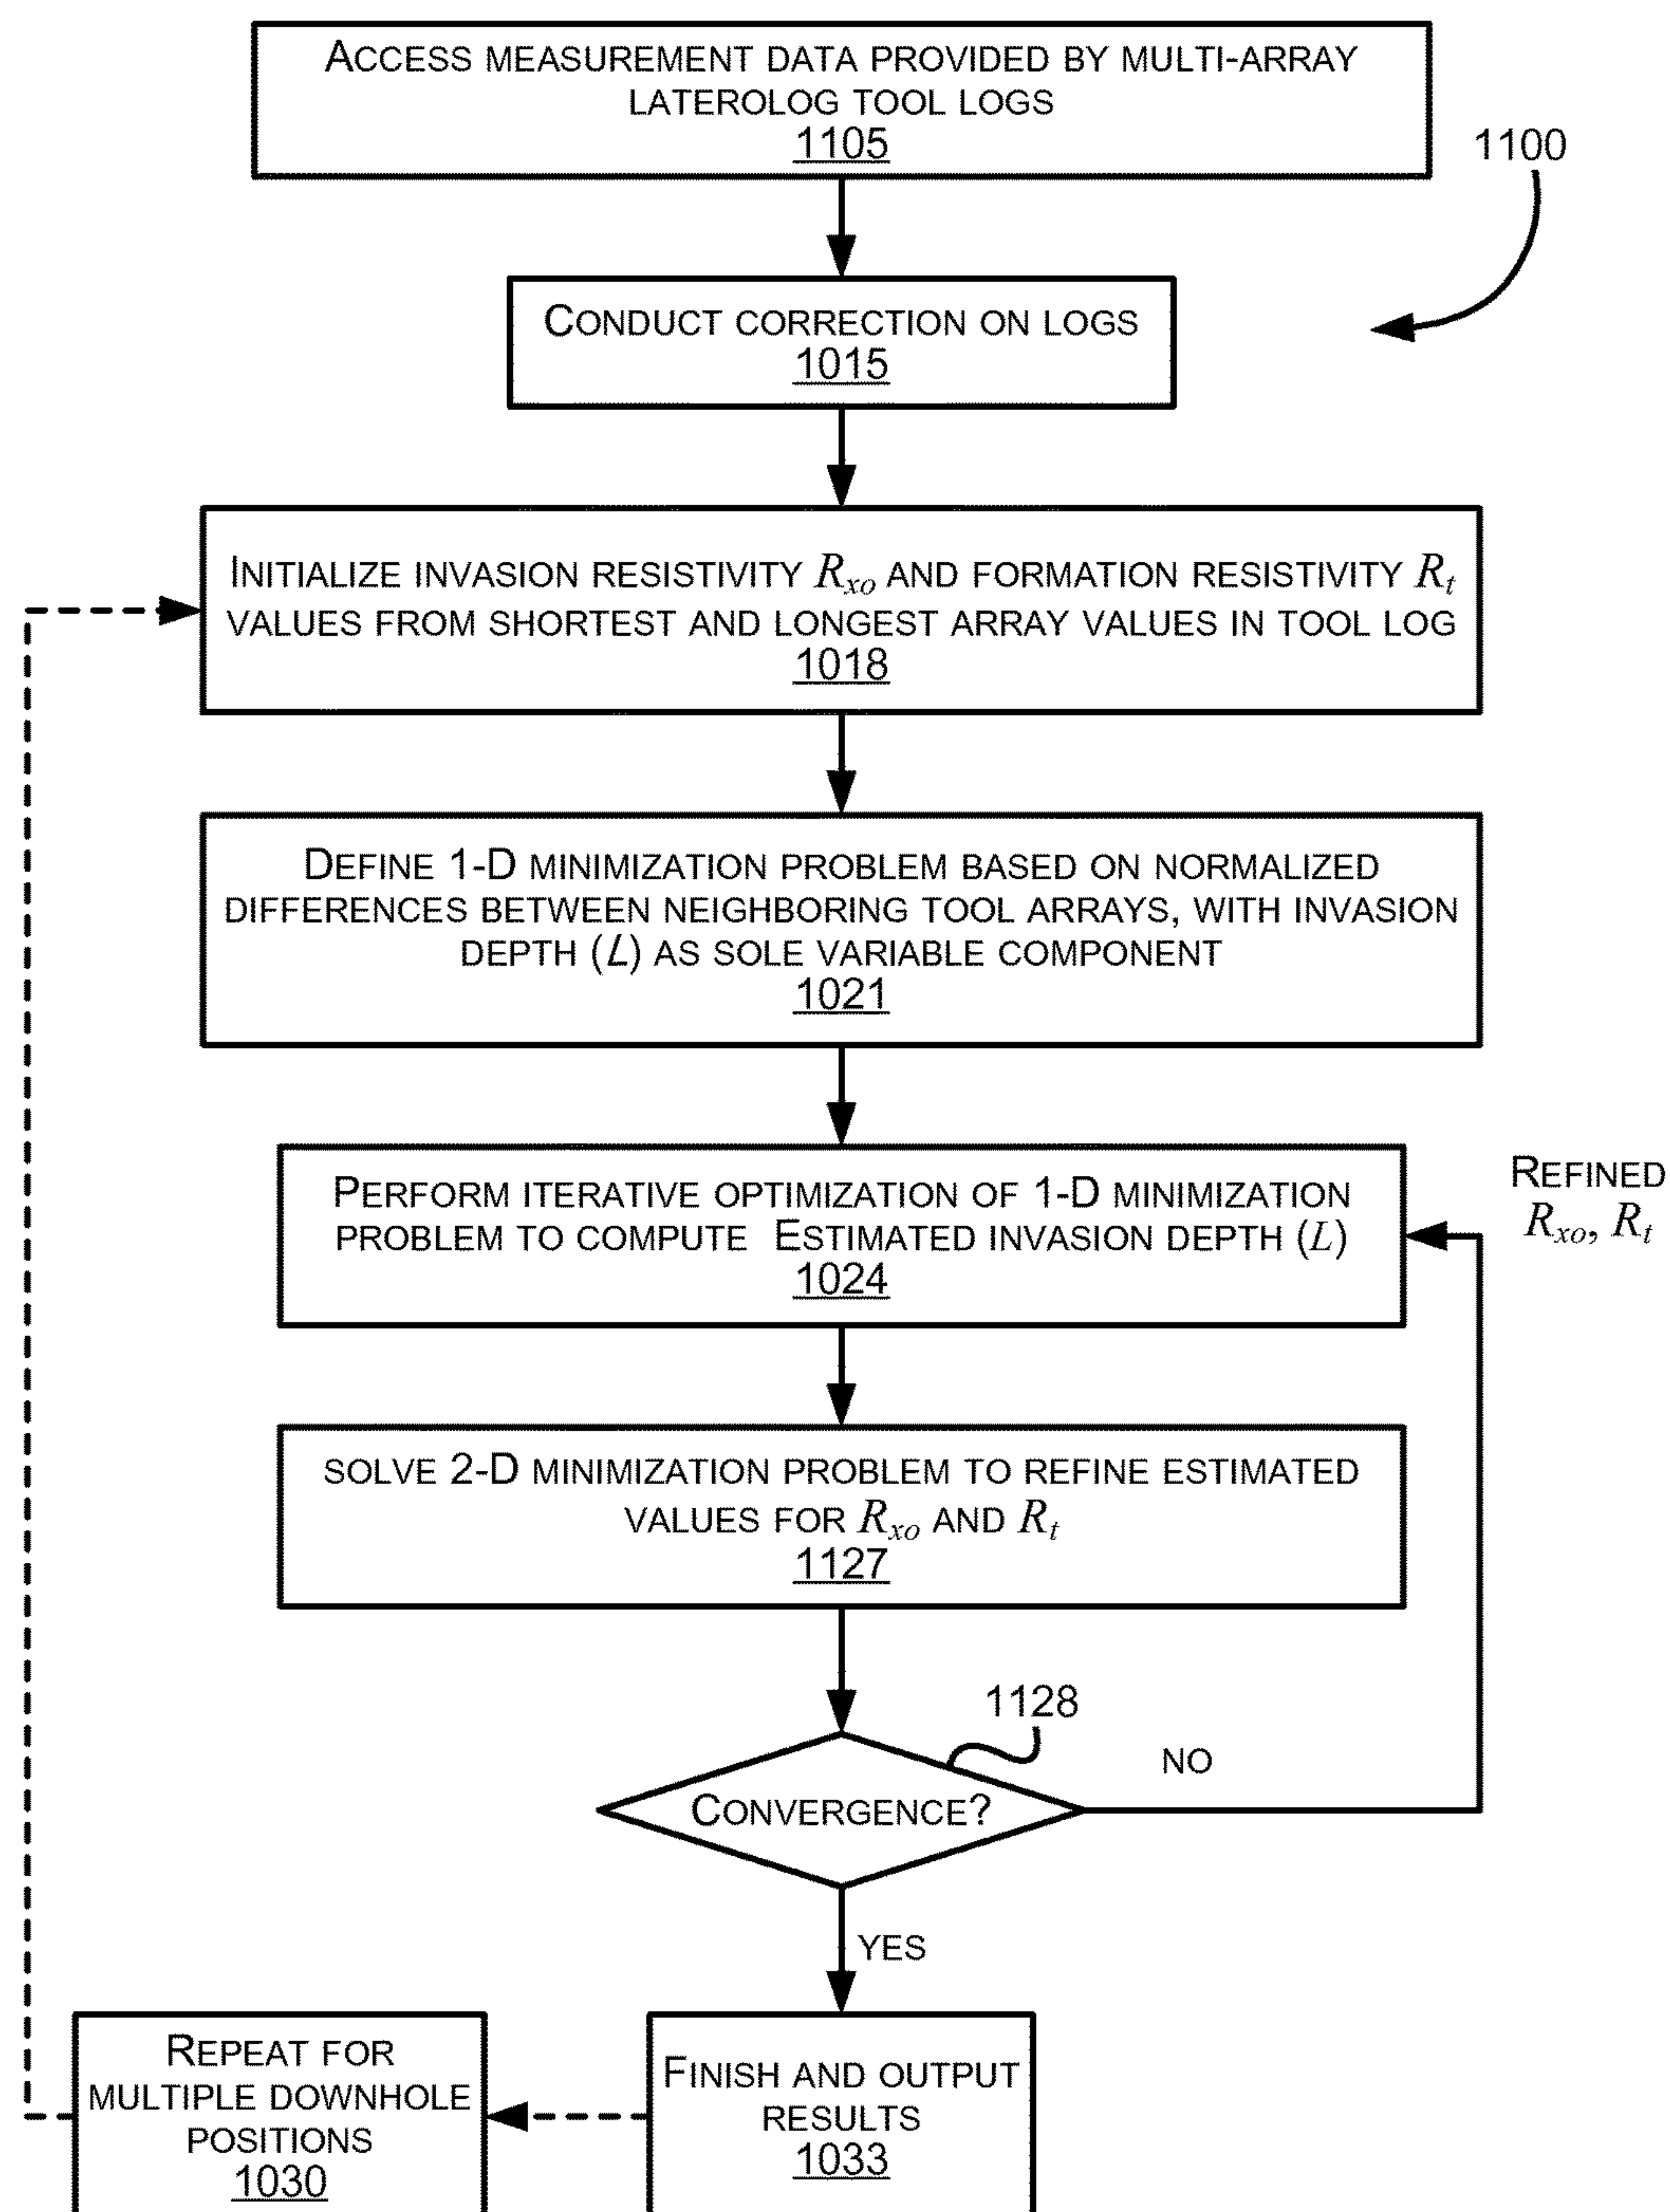 ACCESS MEASUREMENT DATA PROVIDED BY MULTI-ARRAY
LATEROLOG TOOL LOGS
1105
1100
CONDUCT CORRECTION ON LOGS
1015
INITIALIZE INVASION RESISTIVITY Rxo AND FORMATION RESISTIVITY Rt
VALUES FROM SHORTEST AND LONGEST ARRAY VALUES IN TOOL LOG
1018
DEFINE 1-D MINIMIZATION PROBLEM BASED ON NORMALIZED
DIFFERENCES BETWEEN NEIGHBORING TOOL ARRAYS, WITH INVASION
DEPTH (L) AS SOLE VARIABLE COMPONENT
1021
PERFORM ITERATIVE OPTIMIZATION OF 1-D MINIMIZATION
PROBLEM TO COMPUTE ESTIMATED INVASION DEPTH (L)
1024
REFINED
Rxo, Rt
SOLVE 2-D MINIMIZATION PROBLEM TO REFINE ESTIMATED
VALUES FOR Rxo AND Rt
1127
1128
CONVERGENCE?
NO
YES
REPEAT FOR
MULTIPLE DOWNHOLE
POSITIONS
1030
FINISH AND OUTPUT
RESULTS
1033